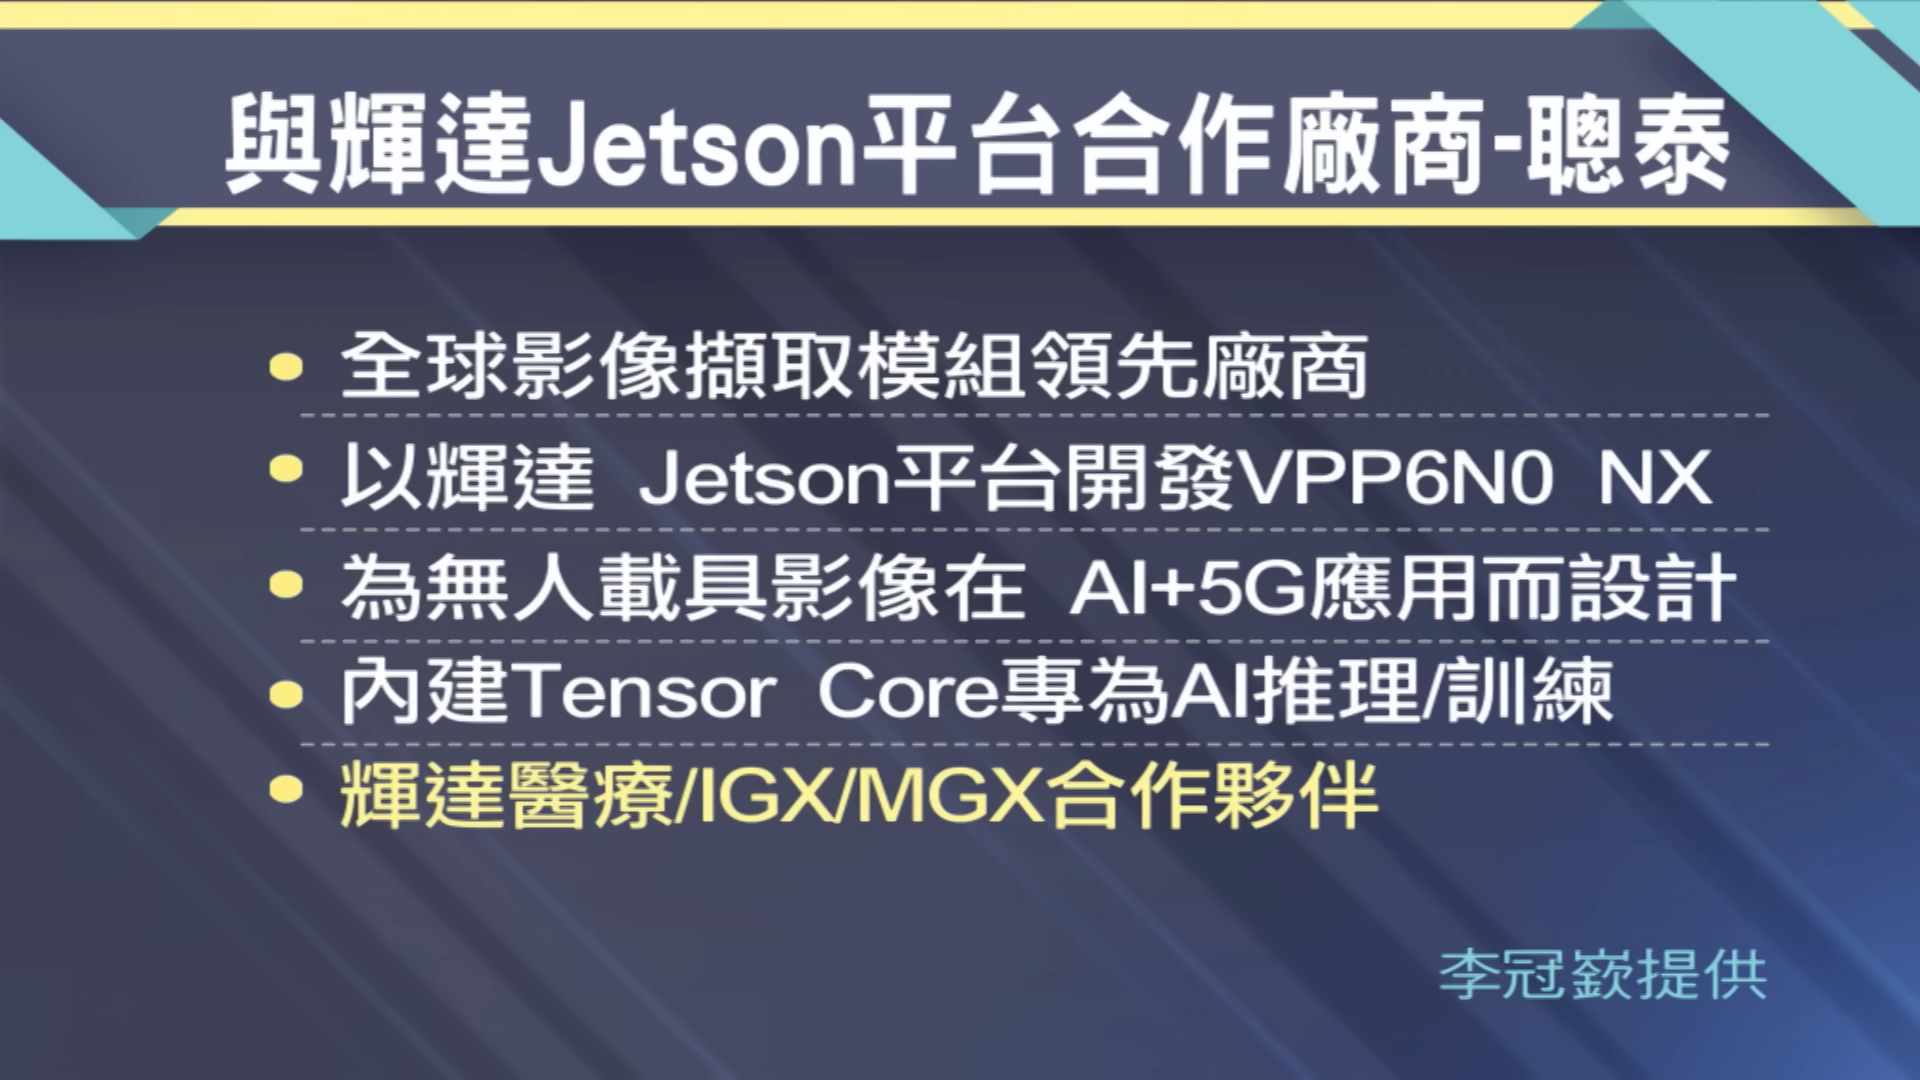 與輝達Jetson平台合作廠商-聰泰
全球影像擷取模組領先廠商
以輝達 Jetson平台開發VPP6N0 NX
為無人載具影像在 AI+5G應用而設計
內建Tensor Core專為AI推理/訓練
輝達醫療/IGX/MGX合作夥伴
李冠嶔提供